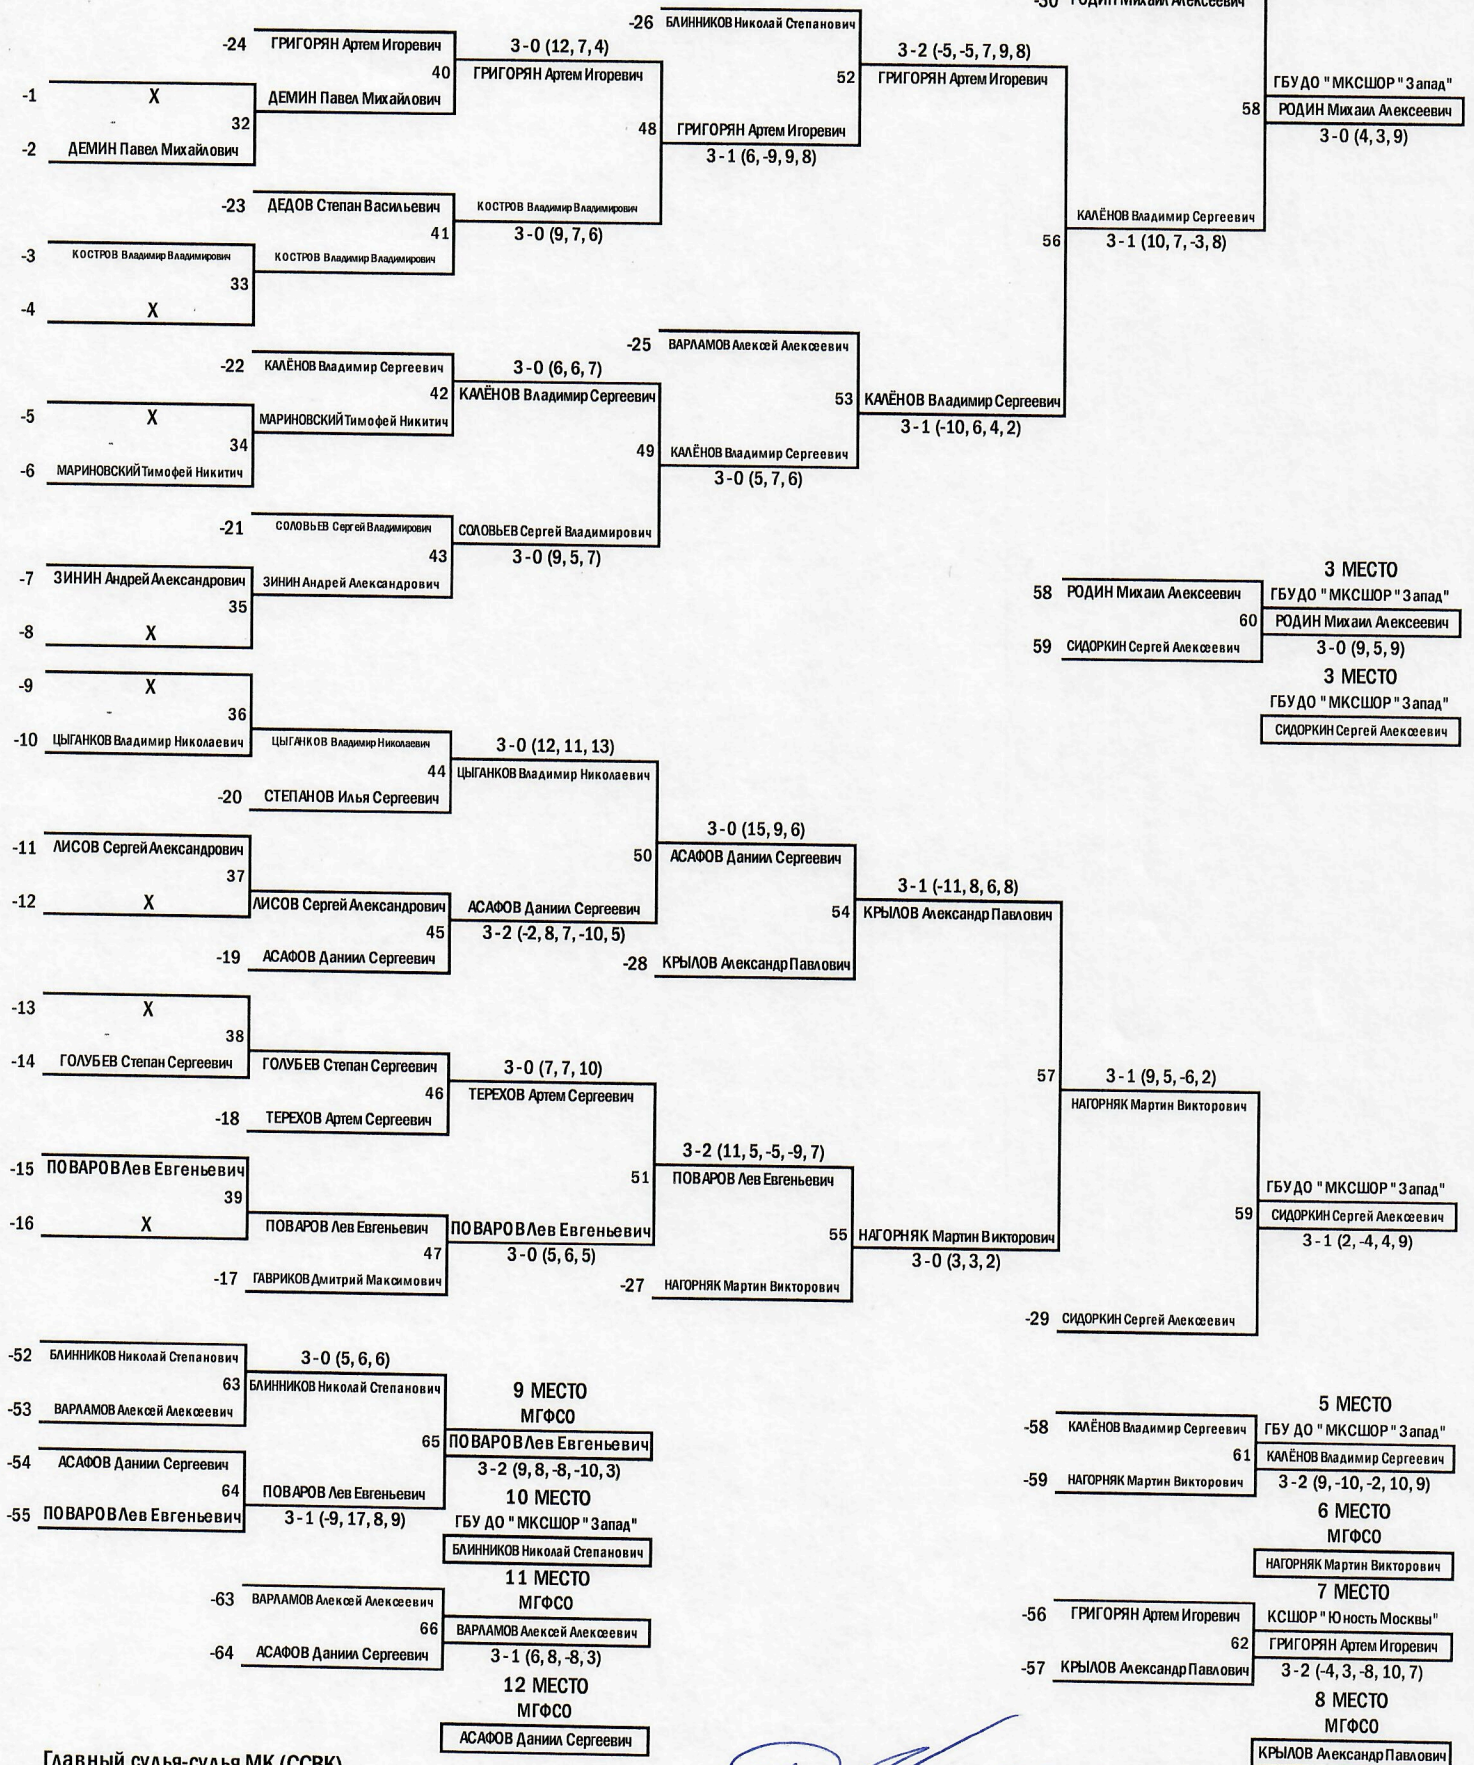 -30 РОДИН Михаил Алексеевич
-26 БЛИННИКОВ Николай Степанович
-24 ГРИГОРЯН Артем Игоревич
3-0 (12, 7, 4)
3-2 (-5, -5, 7, 9, 8)
40 ГРИГОРЯН Артем Игоревич
52 ГРИГОРЯН Артем Игоревич
ГБУ ДО "МКСШОР "Запад"
-1 X
ДЕМИН Павел Михайлович
58 РОДИН Михаил Алексеевич
32
48 ГРИГОРЯН Артем Игоревич
3-0 (4, 3, 9)
-2 ДЕМИН Павел Михайлович
3-1 (6, -9, 9, 8)
-23 ДЕДОВ Степан Васильевич
КОСТРОВ Владимир Владимирович
КАЛЁНОВ Владимир Сергеевич
41
3-0 (9, 7, 6)
56
3-1 (10, 7, -3, 8)
-3 КОСТРОВ Владимир Владимирович
КОСТРОВ Владимир Владимирович
33
-4 X
-25 ВАРЛАМОВ Алексей Алексеевич
-22 КАЛЁНОВ Владимир Сергеевич
3-0 (6, 6, 7)
42 КАЛЁНОВ Владимир Сергеевич
53 КАЛЁНОВ Владимир Сергеевич
-5 X
МАРИНОВСКИЙ Тимофей Никитич
3-1 (-10, 6, 4, 2)
34
49 КАЛЁНОВ Владимир Сергеевич
-6 МАРИНОВСКИЙ Тимофей Никитич
3-0 (5, 7, 6)
-21 СОЛОВЬЕВ Сергей Владимирович
СОЛОВЬЕВ Сергей Владимирович
43
3-0 (9, 5, 7)
3 МЕСТО
-7 ЗИНИН Андрей Александрович
ЗИНИН Андрей Александрович
58 РОДИН Михаил Алексеевич
ГБУ ДО "МКСШОР "Запад"
35
60 РОДИН Михаил Алексеевич
-8 X
59 СИДОРКИН Сергей Алексеевич
3-0 (9, 5, 9)
3 МЕСТО
-9 X
ГБУ ДО "МКСШОР "Запад"
36
СИДОРКИН Сергей Алексеевич
-10 ЦЫГАНКОВ Владимир Николаевич
ЦЫГАНКОВ Владимир Николаевич
3-0 (12, 11, 13)
44 ЦЫГАНКОВ Владимир Николаевич
-20 СТЕПАНОВ Илья Сергеевич
3-0 (15, 9, 6)
-11 ЛИСОВ Сергей Александрович
50 АСАФОВ Даниил Сергеевич
37
3-1 (-11, 8, 6, 8)
-12 X
ЛИСОВ Сергей Александрович
АСАФОВ Даниил Сергеевич
54 КРЫЛОВ Александр Павлович
45
3-2 (-2, 8, 7, -10, 5)
-19 АСАФОВ Даниил Сергеевич
-28 КРЫЛОВ Александр Павлович
-13 X
38
-14 ГОЛУБЕВ Степан Сергеевич
ГОЛУБЕВ Степан Сергеевич
3-0 (7, 7, 10)
57
3-1 (9, 5, -6, 2)
46 ТЕРЕХОВ Артем Сергеевич
НАГОРНЯК Мартин Викторович
-18 ТЕРЕХОВ Артем Сергеевич
3-2 (11, 5, -5, -9, 7)
-15 ПОВАРОВ Лев Евгеньевич
51 ПОВАРОВ Лев Евгеньевич
39
ГБУ ДО "МКСШОР "Запад"
-16 X
ПОВАРОВ Лев Евгеньевич
ПОВАРОВ Лев Евгеньевич
55 НАГОРНЯК Мартин Викторович
59 СИДОРКИН Сергей Алексеевич
47
3-0 (5, 6, 5)
3-0 (3, 3, 2)
3-1 (2, -4, 4, 9)
-17 ГАВРИКОВ Дмитрий Максимович
-27 НАГОРНЯК Мартин Викторович
-29 СИДОРКИН Сергей Алексеевич
-52 БЛИННИКОВ Николай Степанович
3-0 (5, 6, 6)
63 БЛИННИКОВ Николай Степанович
9 МЕСТО
5 МЕСТО
-53 ВАРЛАМОВ Алексей Алексеевич
МГФСО
-58 КАЛЁНОВ Владимир Сергеевич
ГБУ ДО "МКСШОР "Запад"
65 ПОВАРОВ Лев Евгеньевич
61 КАЛЁНОВ Владимир Сергеевич
-54 АСАФОВ Даниил Сергеевич
3-2 (9, 8, -8, -10, 3)
-59 НАГОРНЯК Мартин Викторович
3-2 (9, -10, -2, 10, 9)
64 ПОВАРОВ Лев Евгеньевич
10 МЕСТО
6 МЕСТО
-55 ПОВАРОВ Лев Евгеньевич
3-1 (-9, 17, 8, 9)
ГБУ ДО "МКСШОР "Запад"
МГФСО
БЛИННИКОВ Николай Степанович
НАГОРНЯК Мартин Викторович
11 МЕСТО
7 МЕСТО
-63 ВАРЛАМОВ Алексей Алексеевич
МГФСО
-56 ГРИГОРЯН Артем Игоревич
КСШОР "Юность Москвы"
66 ВАРЛАМОВ Алексей Алексеевич
62 ГРИГОРЯН Артем Игоревич
-64 АСАФОВ Даниил Сергеевич
3-1 (6, 8, -8, 3)
-57 КРЫЛОВ Александр Павлович
3-2 (-4, 3, -8, 10, 7)
12 МЕСТО
8 МЕСТО
МГФСО
МГФСО
АСАФОВ Даниил Сергеевич
КРЫЛОВ Александр Павлович
Главный судья-судья МК (ССВК)